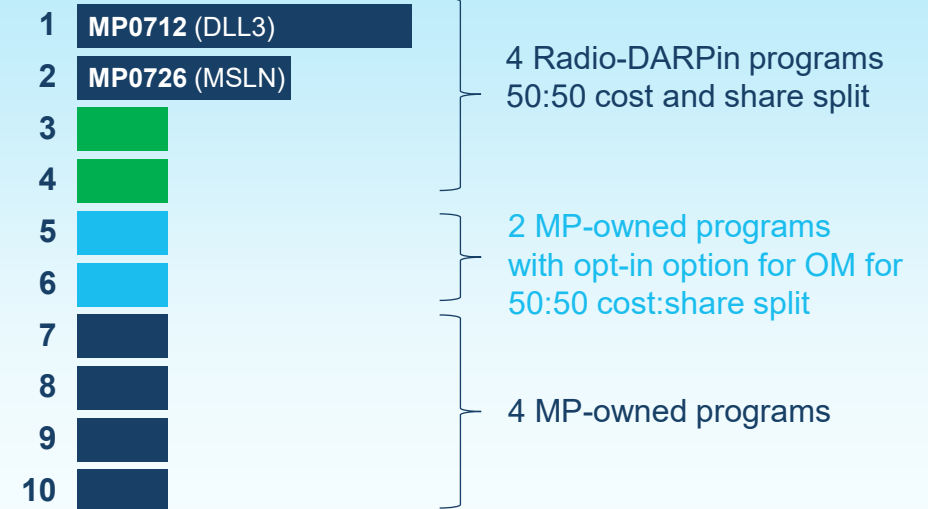 1 MP0712 (DLL3)
2 MP0726 (MSLN)
3
4
4 Radio-DARPin programs
50:50 cost and share split
5
6
2 MP-owned programs
with opt-in option for OM for
50:50 cost:share split
7
8
9
10
4 MP-owned programs